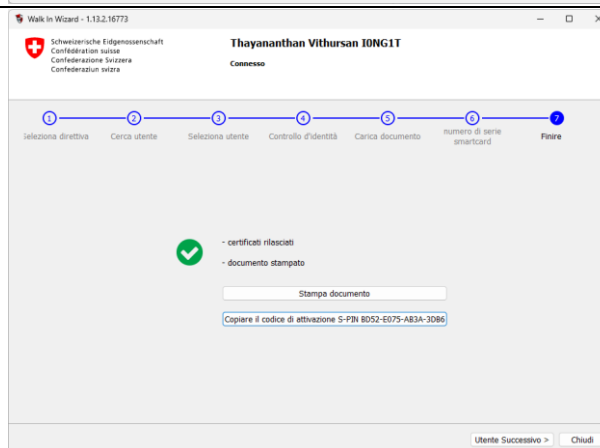 Walk In Wizard - 1.13.2.16773
Schweizerische Eidgenossenschaft
Confédération suisse
Confederazione Svizzera
Confederaziun svizra
Thayananthan Vithursan I0NG1T
Connesso
1 2 3 4 5 6 7
Seleziona direttiva
Cerca utente
Seleziona utente
Controllo d'identità
Carica documento
numero di serie
smartcard
Finire
- certificati rilasciati
- documento stampato
Stampa documento
Copiare il codice di attivazione S-PIN BD52-E075-AB3A-3DB6
Utente Successivo >
Chiudi